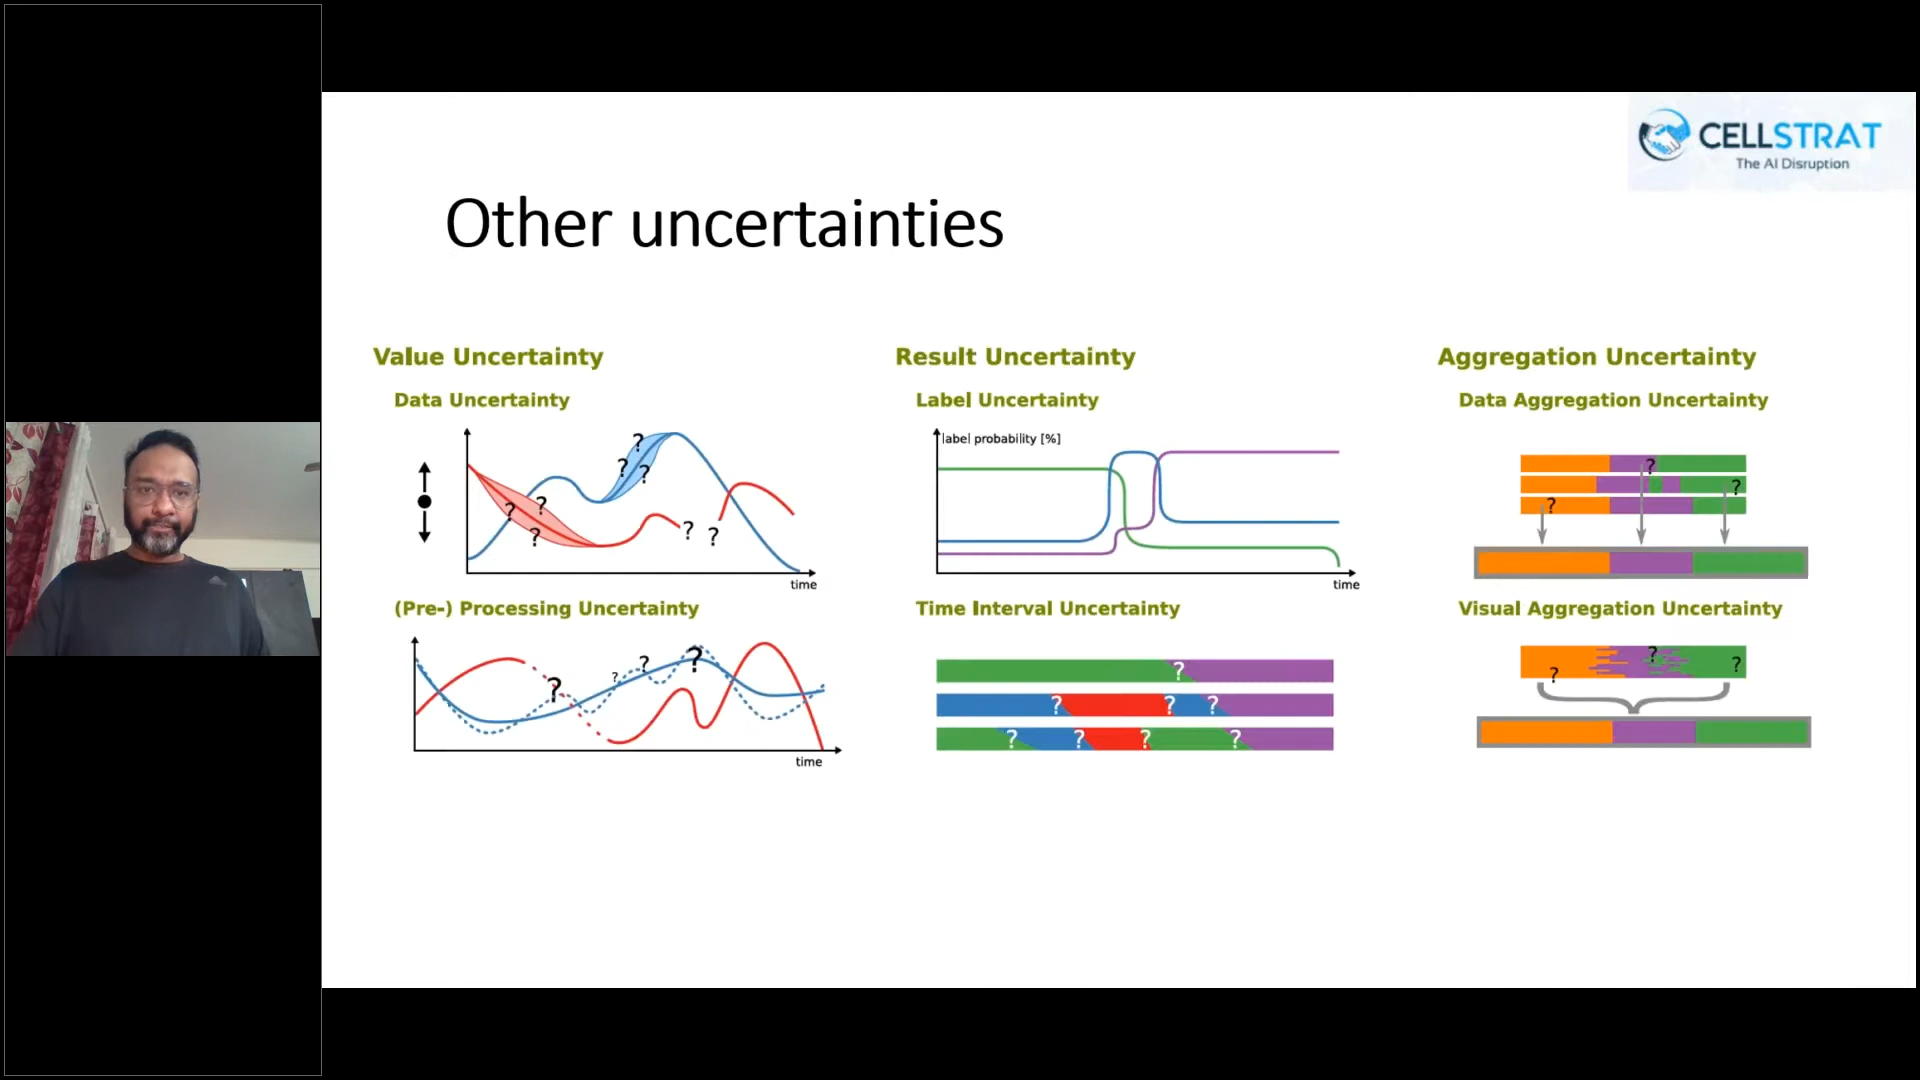 CELLSTRAT
The AI Disruption
Other uncertainties
Value Uncertainty
Data Uncertainty
? ? ? ? ? ? ? ?
time
(Pre-) Processing Uncertainty
? ? ? ?
time
Result Uncertainty
Label Uncertainty
label probability [%]
time
Time Interval Uncertainty
?
? ? ?
? ? ? ?
Aggregation Uncertainty
Data Aggregation Uncertainty
?
?
?
Visual Aggregation Uncertainty
? ? ?